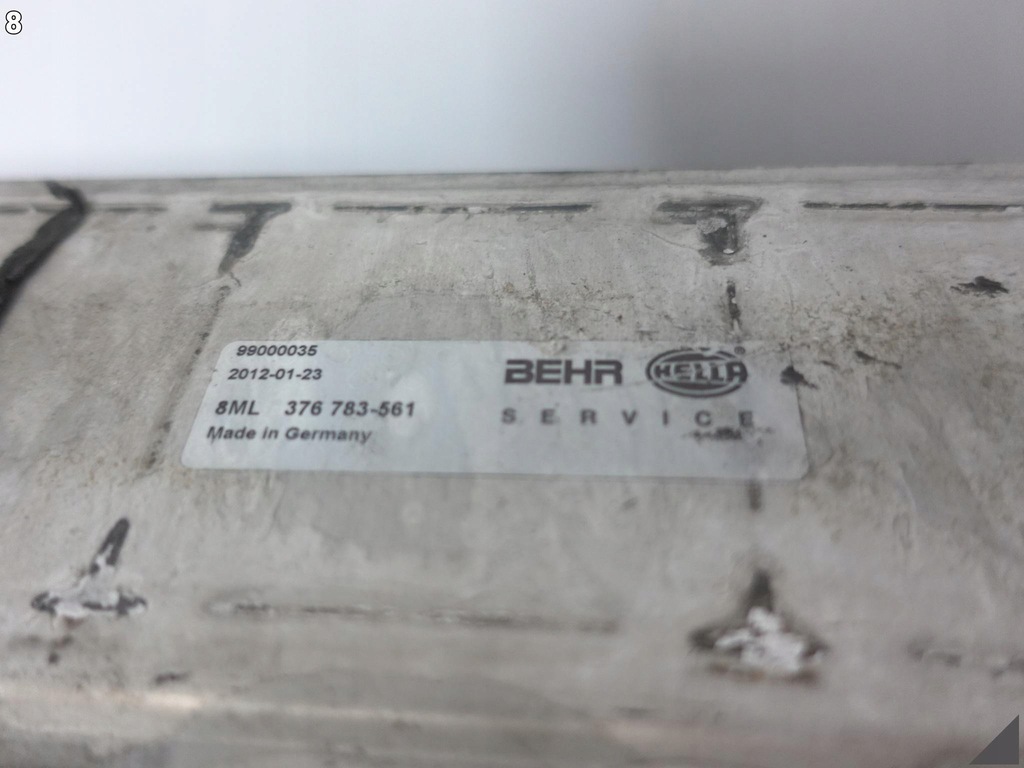 8
99000035
2012-01-23
8ML 376 783-561
Made in Germany
BEHR HELLA®
SERVICE